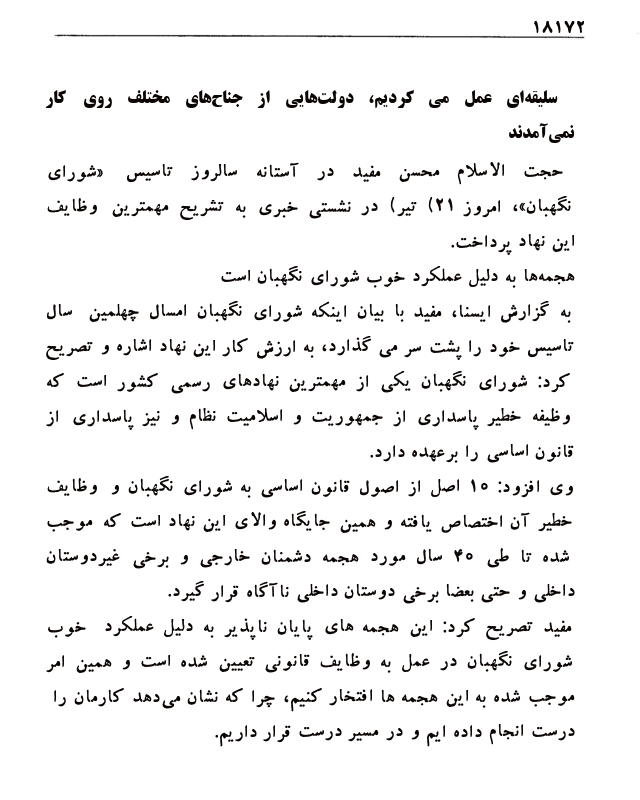 ۱۸۱۷۲
سلیقه‌ای عمل می کردیم، دولت‌هایی از جناح‌های مختلف روی کار
نمی‌آمدند
حجت الاسلام محسن مفید در آستانه سالروز تاسیس «شورای
نگهبان»، امروز ۲۱) تیر) در نشستی خبری به تشریح مهمترین وظایف
این نهاد پرداخت.
هجمه‌ها به دلیل عملکرد خوب شورای نگهبان است
به گزارش ایسنا، مفید با بیان اینکه شورای نگهبان امسال چهلمین سال
تاسیس خود را پشت سر می گذارد، به ارزش کار این نهاد اشاره و تصریح
کرد: شورای نگهبان یکی از مهمترین نهادهای رسمی کشور است که
وظیفه خطیر پاسداری از جمهوریت و اسلامیت نظام و نیز پاسداری از
قانون اساسی را برعهده دارد.
وی افزود: ۱۵ اصل از اصول قانون اساسی به شورای نگهبان و وظایف
خطیر آن اختصاص یافته و همین جایگاه والای این نهاد است که موجب
شده تا طی ۴۰ سال مورد هجمه دشمنان خارجی و برخی غیردوستان
داخلی و حتی بعضا برخی دوستان داخلی ناآگاه قرار گیرد.
مفید تصریح کرد: این هجمه های پایان ناپذیر به دلیل عملکرد خوب
شورای نگهبان در عمل به وظایف قانونی تعیین شده است و همین امر
موجب شده به این هجمه ها افتخار کنیم، چرا که نشان می‌دهد کارمان را
درست انجام داده ایم و در مسیر درست قرار داریم.